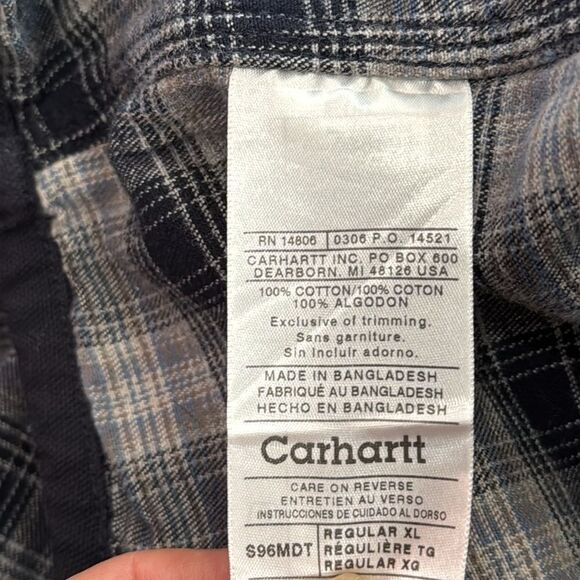 RN 14806 0306 P.O. 14521
CARHARTT INC. PO BOX 600
DEARBORN. MI 48126 USA
100% COTTON/100% COTON
100% ALGODON
Exclusive of trimming.
Sans garniture.
Sin Incluir adorno.
MADE IN BANGLADESH
FABRIQUÉ AU BANGLADESH
HECHO EN BANGLADESH
Carhartt
CARE ON REVERSE
ENTRETIEN AU VERSO
INSTRUCCIONES DE CUIDADO AL DORSO
S96MDT
REGULAR XL
RÉGULIÈRE TG
REGULAR XG